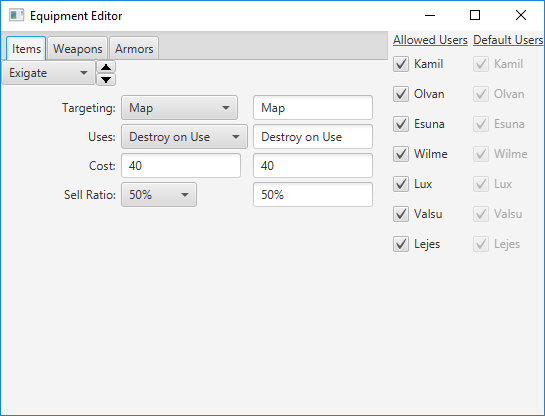 Equipment Editor
Items Weapons Armors
Allowed Users Default Users
Exigate
Kamil Kamil
Olvan Olvan
Targeting: Map Map
Esuna Esuna
Uses: Destroy on Use Destroy on Use
Wilme Wilme
Cost: 40 40
Lux Lux
Sell Ratio: 50% 50%
Valsu Valsu
Lejes Lejes